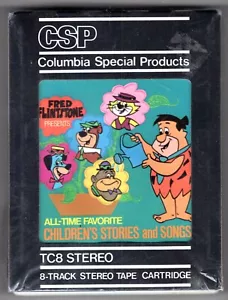 CSP
Columbia Special Products
FRED
FLINTSTONE
PRESENTS
ALL-TIME FAVORITE
CHILDREN'S STORIES and SONGS
TC8 STEREO
8-TRACK STEREO TAPE CARTRIDGE